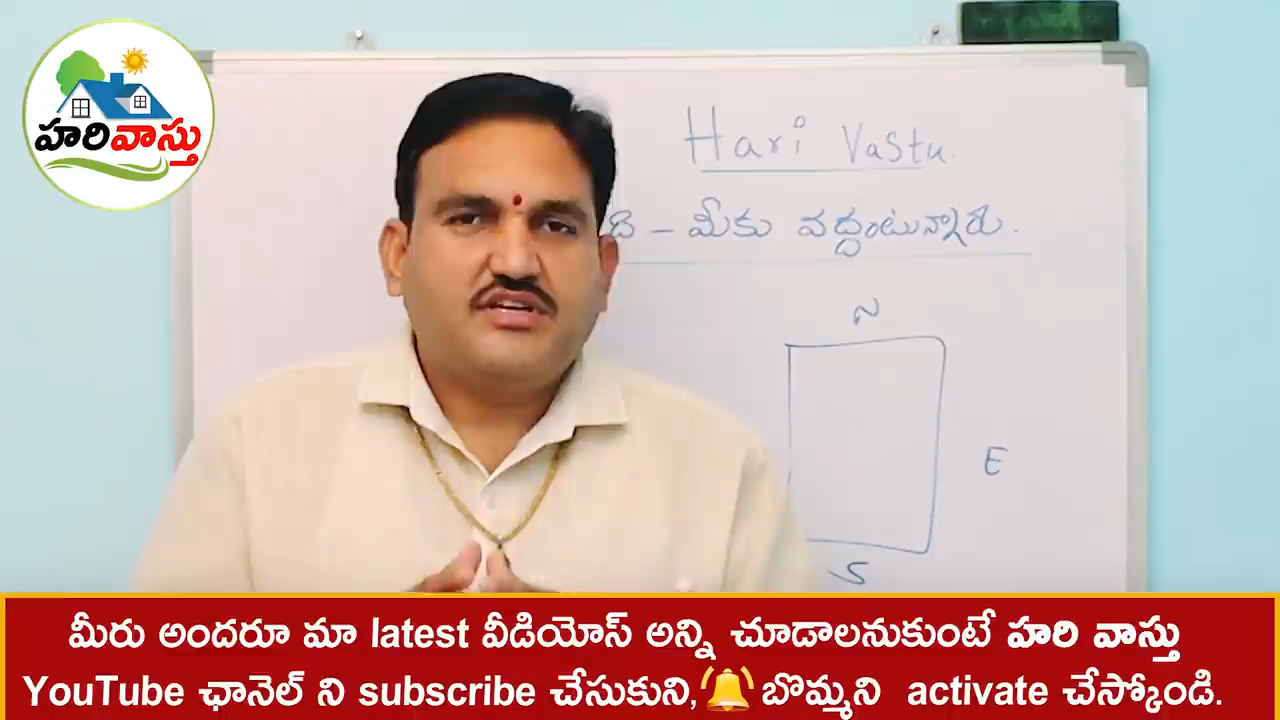 హరివాస్తు
Hari Vastu.
ది – మీకు వద్దంటున్నారు.
N
E
S
మీరు అందరూ మా latest వీడియోస్ అన్ని చూడాలనుకుంటే హరి వాస్తు
YouTube ఛానెల్ ని subscribe చేసుకుని, బొమ్మని activate చేస్కోండి.